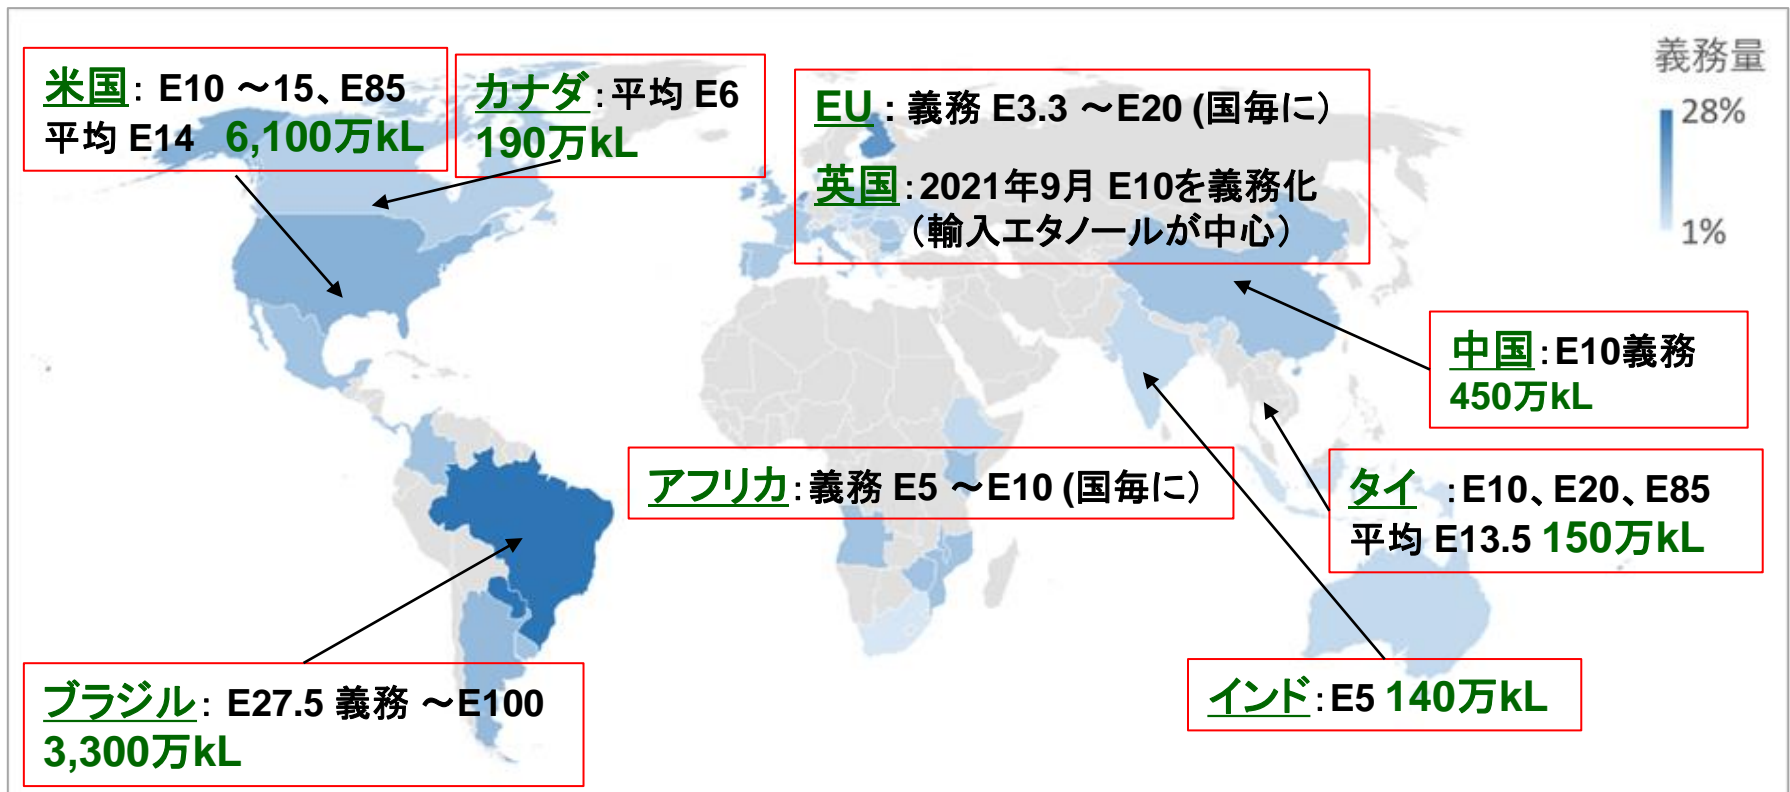 米国: E10 ~15、E85
平均 E14 6,100万kL
カナダ:平均 E6
190万kL
EU: 義務 E3.3 ~E20 (国毎に)
英国:2021年9月 E10を義務化
(輸入エタノールが中心)
義務量
28%
1%
中国:E10義務
450万kL
アフリカ:義務 E5 ~E10 (国毎に)
タイ :E10、E20、E85
平均 E13.5 150万kL
ブラジル: E27.5 義務 ~E100
3,300万kL
インド:E5 140万kL